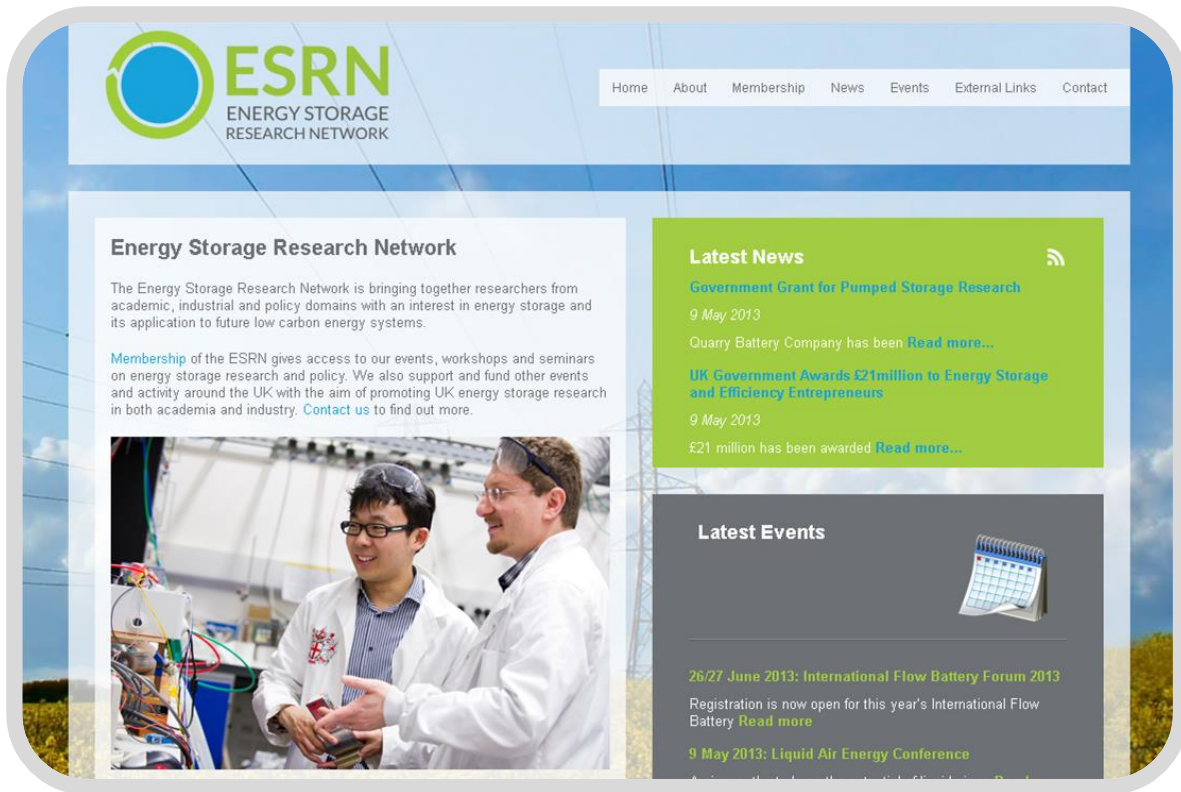 ESRN
ENERGY STORAGE
RESEARCH NETWORK
Home About Membership News Events External Links Contact
Energy Storage Research Network
The Energy Storage Research Network is bringing together researchers from
academic, industrial and policy domains with an interest in energy storage and
its application to future low carbon energy systems.
Membership of the ESRN gives access to our events, workshops and seminars
on energy storage research and policy. We also support and fund other events
and activity around the UK with the aim of promoting UK energy storage research
in both academia and industry. Contact us to find out more.
Latest News
Government Grant for Pumped Storage Research
9 May 2013
Quarry Battery Company has been Read more...
UK Government Awards £21million to Energy Storage
and Efficiency Entrepreneurs
9 May 2013
£21 million has been awarded Read more...
Latest Events
26/27 June 2013: International Flow Battery Forum 2013
Registration is now open for this year's International Flow
Battery Read more
9 May 2013: Liquid Air Energy Conference